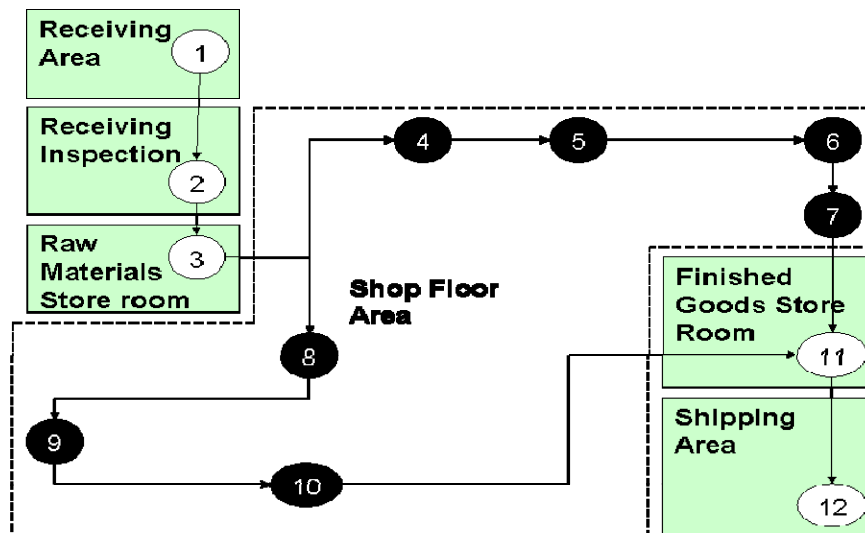 Receiving
Area
1
Receiving
Inspection
2
Raw
Materials
Store room
3
4
5
6
7
Shop Floor
Area
8
9
10
Finished
Goods Store
Room
11
Shipping
Area
12